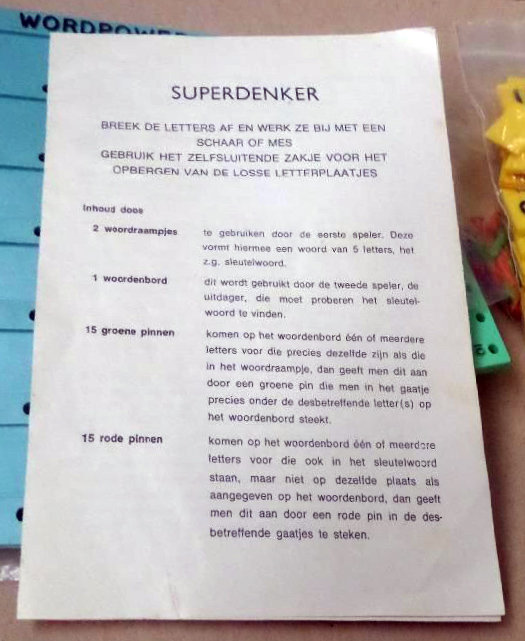 WORDPOWER
SUPERDENKER
BREEK DE LETTERS AF EN WERK ZE BIJ MET EEN
SCHAAR OF MES
GEBRUIK HET ZELFSLUITENDE ZAKJE VOOR HET
OPBERGEN VAN DE LOSSE LETTERPLAATJES
Inhoud doos
2 woordraampjes te gebruiken door de eerste speler. Deze
vormt hiermee een woord van 5 letters, het
z.g. sleutelwoord.
1 woordenbord dit wordt gebruikt door de tweede speler, de
uitdager, die moet proberen het sleutel-
woord te vinden.
15 groene pinnen komen op het woordenbord één of meerdere
letters voor die precies dezelfde zijn als die
in het woordraampje, dan geeft men dit aan
door een groene pin die men in het gaatje
precies onder de desbetreffende letter(s) op
het woordenbord steekt.
15 rode pinnen komen op het woordenbord één of meerdere
letters voor die ook in het sleutelwoord
staan, maar niet op dezelfde plaats als
aangegeven op het woordenbord, dan geeft
men dit aan door een rode pin in de des-
betreffende gaatjes te steken.